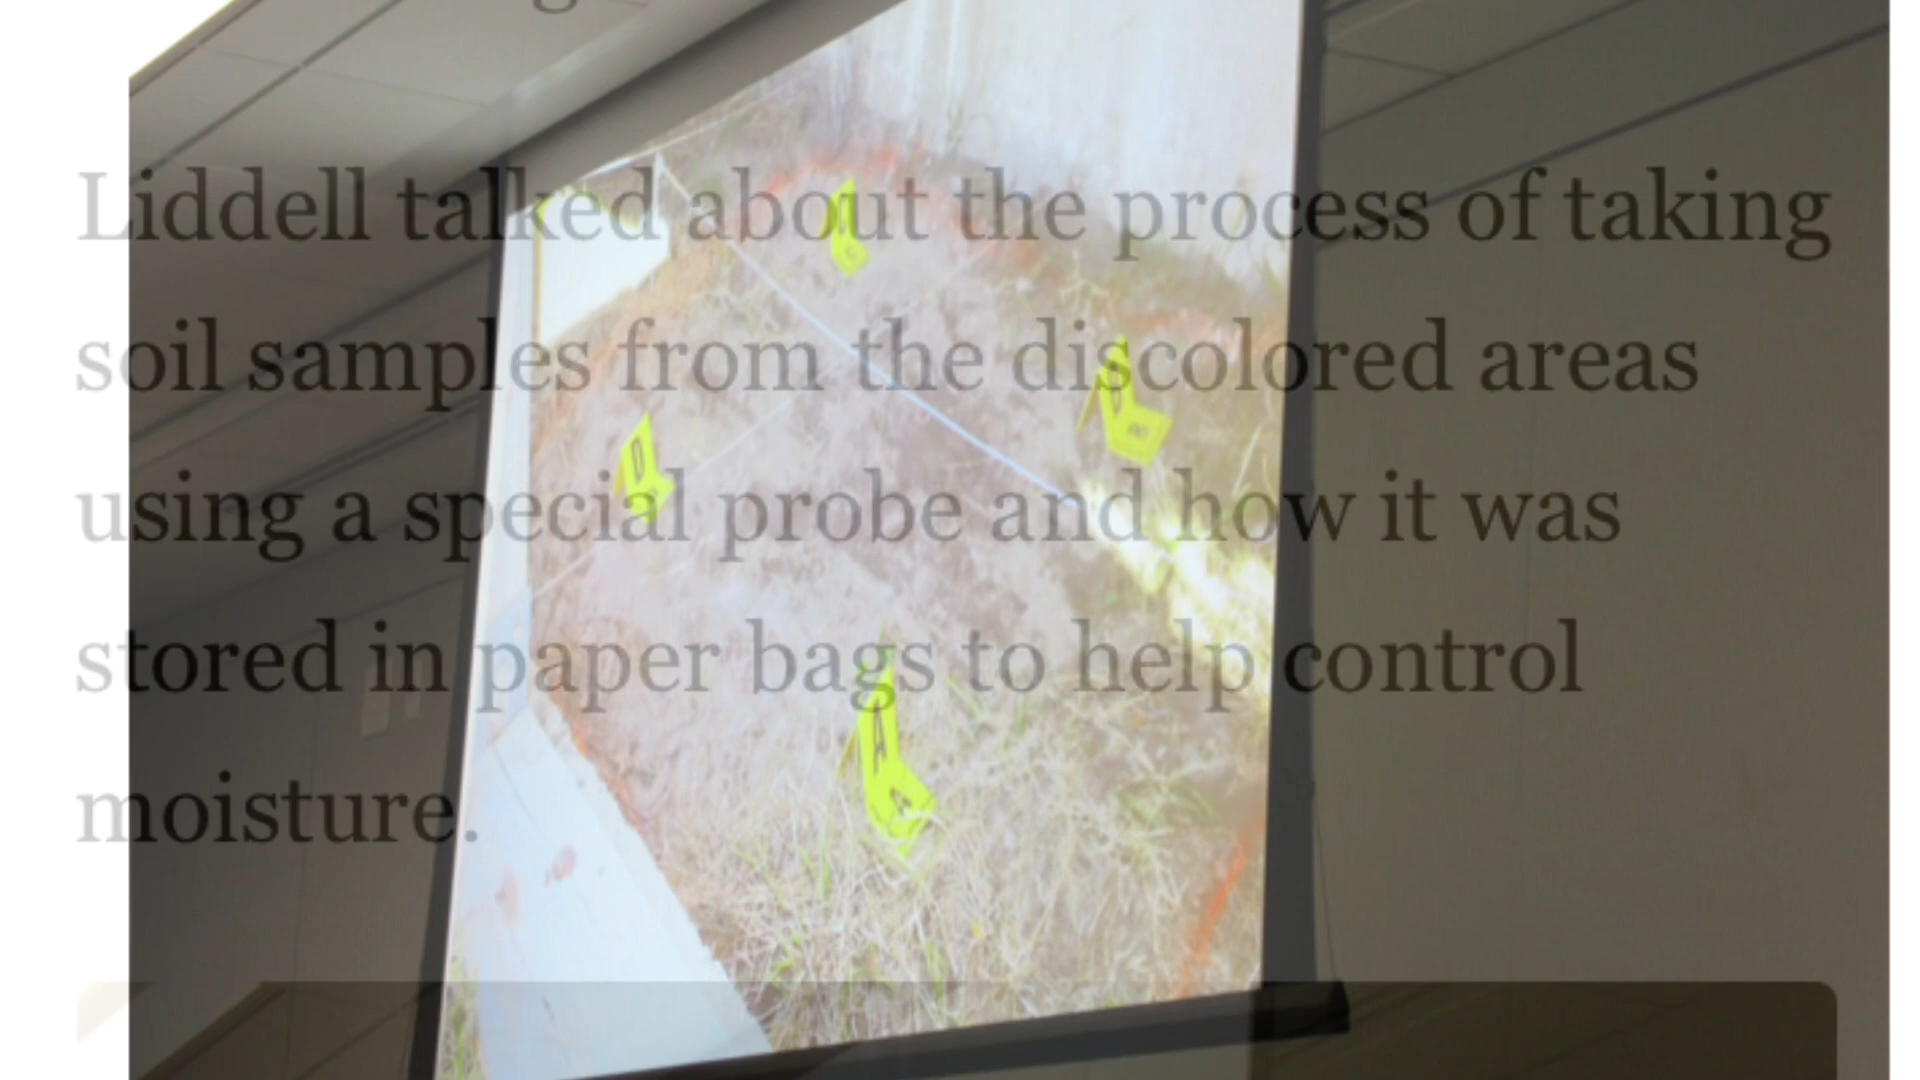 g
Liddell talked about the process of taking
soil samples from the discolored areas
using a special probe and how it was
stored in paper bags to help control
moisture.
C
B
B
D
A
A